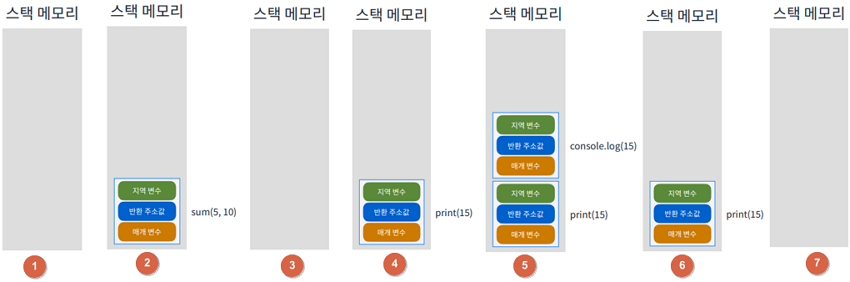 스택 메모리
스택 메모리
스택 메모리
스택 메모리
스택 메모리
스택 메모리
스택 메모리
지역 변수
반환 주소값
매개 변수
sum(5, 10)
지역 변수
반환 주소값
매개 변수
print(15)
지역 변수
반환 주소값
매개 변수
console.log(15)
지역 변수
반환 주소값
매개 변수
print(15)
지역 변수
반환 주소값
매개 변수
print(15)
1
2
3
4
5
6
7